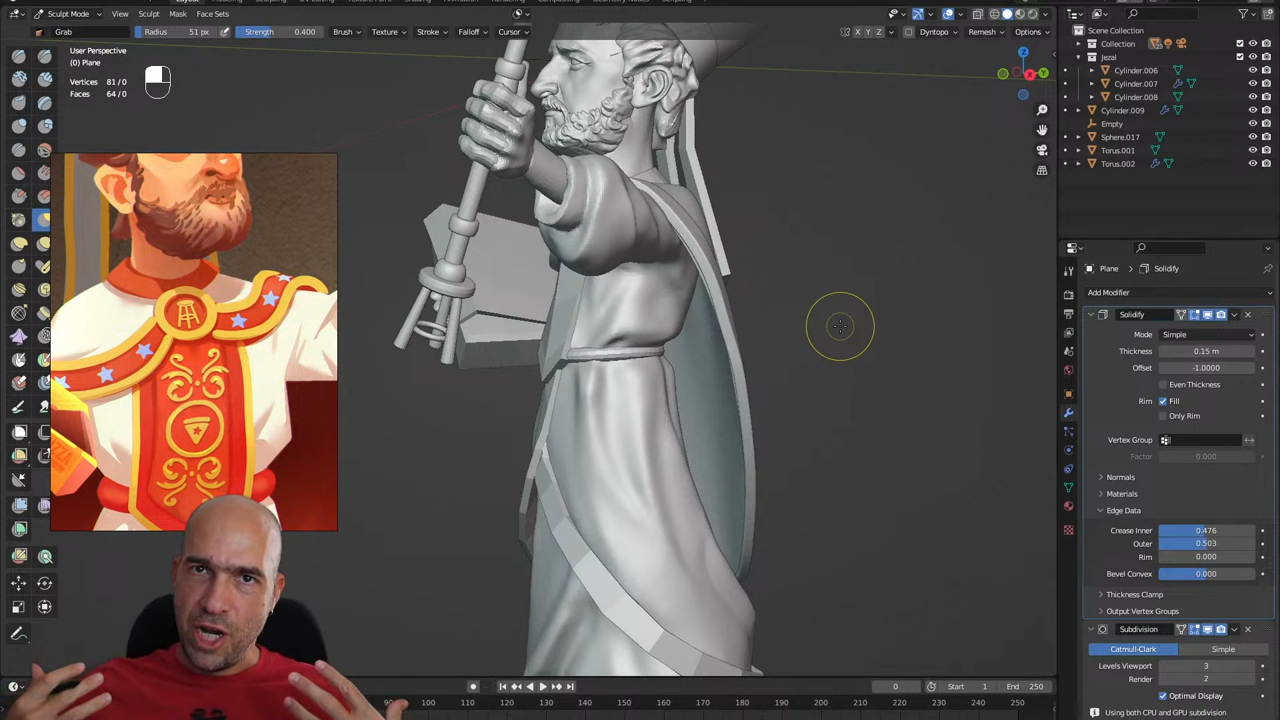 Layout
Sculpt Mode View Sculpt Mask Face Sets X Y Z Dyntopo Options
Grab Radius 51 px Strength 0.400 Brush Texture Stroke Falloff Cursor
User Perspective
(0) Plane
Vertices 81/0
Faces 64/0
Z
X
Y
Scene Collection
Collection
Jezal
Cylinder.006
Cylinder.007
Cylinder.008
Cylinder.009
Empty
Sphere.017
Torus.001
Torus.002
Plane > Solidify
Add Modifier
Solidify
Mode Simple
Thickness 0.15 m
Offset -1.0000
Even Thickness
Rim Fill
Only Rim
Vertex Group
Factor 0.000
Normals
Materials
Edge Data
Crease Inner 0.476
Outer 0.503
Rim 0.000
Bevel Convex 0.000
Thickness Clamp
Output Vertex Groups
Subdivision
Catmull-Clark Simple
Levels Viewport 3
Render 2
Optimal Display
Using both CPU and GPU subdivision
0 Start 1 End 250
90 100 110 120 130 140 150 160 170 180 190 200 210 220 230 240 250